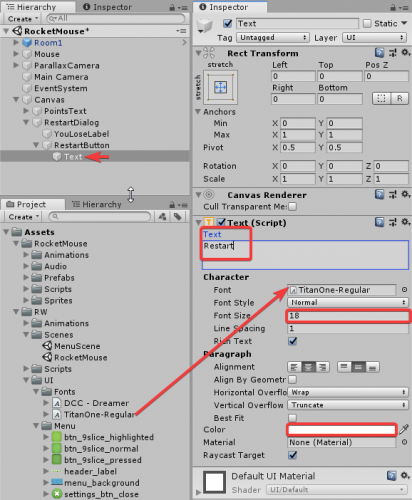 Hierarchy
Inspector
Create
All
RocketMouse*
Room1
Mouse
ParallaxCamera
Main Camera
EventSystem
Canvas
PointsText
RestartDialog
YouLoseLabel
RestartButton
Text
Project
Hierarchy
Create
Assets
RocketMouse
Animations
Audio
Prefabs
Scripts
Sprites
RW
Animations
Scenes
MenuScene
RocketMouse
Scripts
UI
Fonts
DCC - Dreamer
TitanOne-Regular
Menu
btn_9slice_highlighted
btn_9slice_normal
btn_9slice_pressed
header_label
menu_background
settings_btn_close
Inspector
Text Static
Tag Untagged Layer UI
Rect Transform
stretch Left Top Pos Z
0 0 0
stretch
Right Bottom
0 0 R
Anchors
Min X 0 Y 0
Max X 1 Y 1
Pivot X 0.5 Y 0.5
Rotation X 0 Y 0 Z 0
Scale X 1 Y 1 Z 1
Canvas Renderer
Cull Transparent Me
Text (Script)
Text
Restart
Character
Font TitanOne-Regular
Font Style Normal
Font Size 18
Line Spacing 1
Rich Text
Paragraph
Alignment
Align By Geometr
Horizontal Overflow Wrap
Vertical Overflow Truncate
Best Fit
Color
Material None (Material)
Raycast Target
Default UI Material
Shader UI/Default